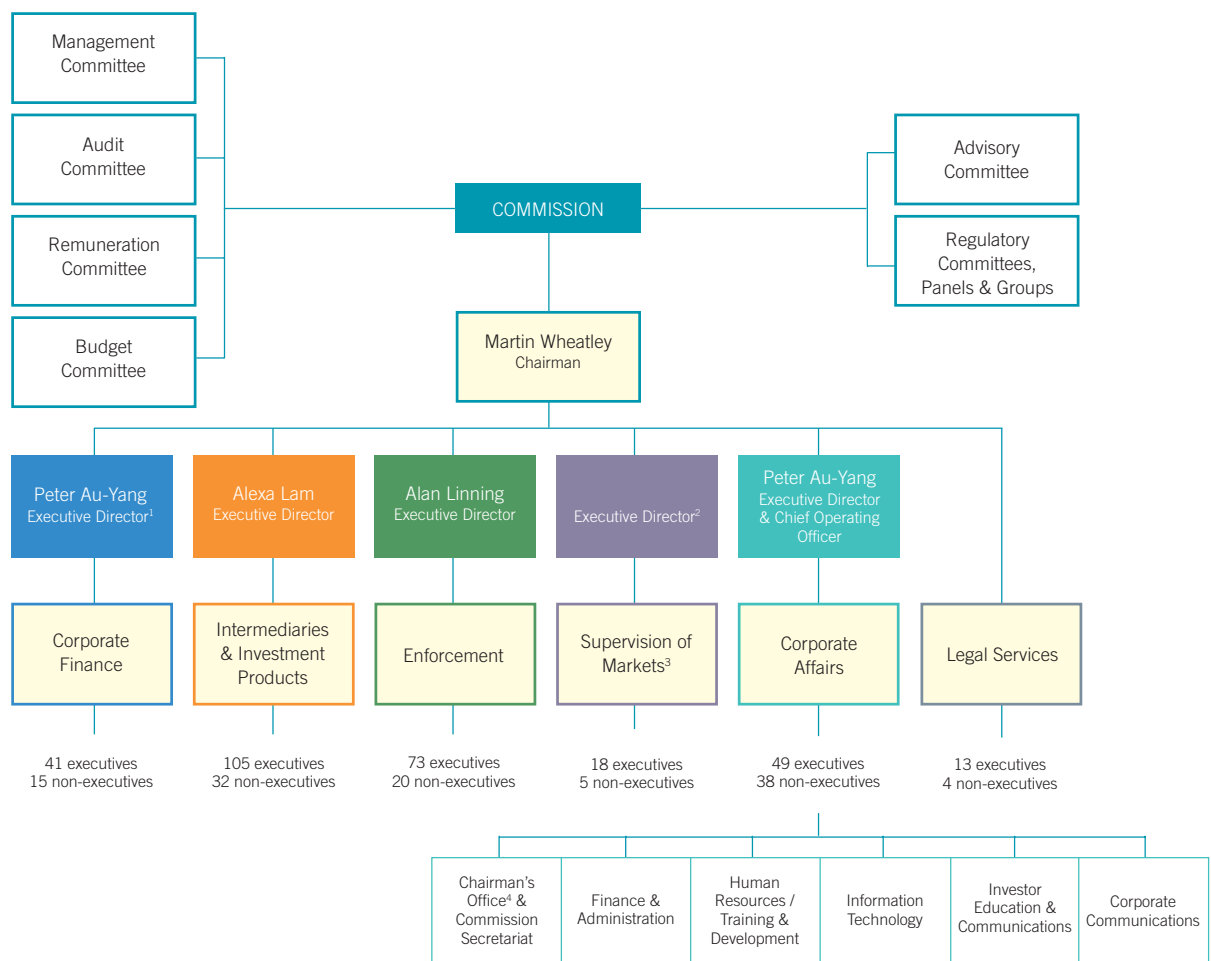 Management
Committee
Audit
Committee
Remuneration
Committee
Budget
Committee
COMMISSION
Advisory
Committee
Regulatory
Committees,
Panels & Groups
Martin Wheatley
Chairman
Peter Au-Yang
Executive Director¹
Alexa Lam
Executive Director
Alan Linning
Executive Director
Executive Director²
Peter Au-Yang
Executive Director
& Chief Operating
Officer
Corporate
Finance
Intermediaries
& Investment
Products
Enforcement
Supervision of
Markets³
Corporate
Affairs
Legal Services
41 executives
15 non-executives
105 executives
32 non-executives
73 executives
20 non-executives
18 executives
5 non-executives
49 executives
38 non-executives
13 executives
4 non-executives
Chairman's
Office⁴ &
Commission
Secretariat
Finance &
Administration
Human
Resources /
Training &
Development
Information
Technology
Investor
Education &
Communications
Corporate
Communications